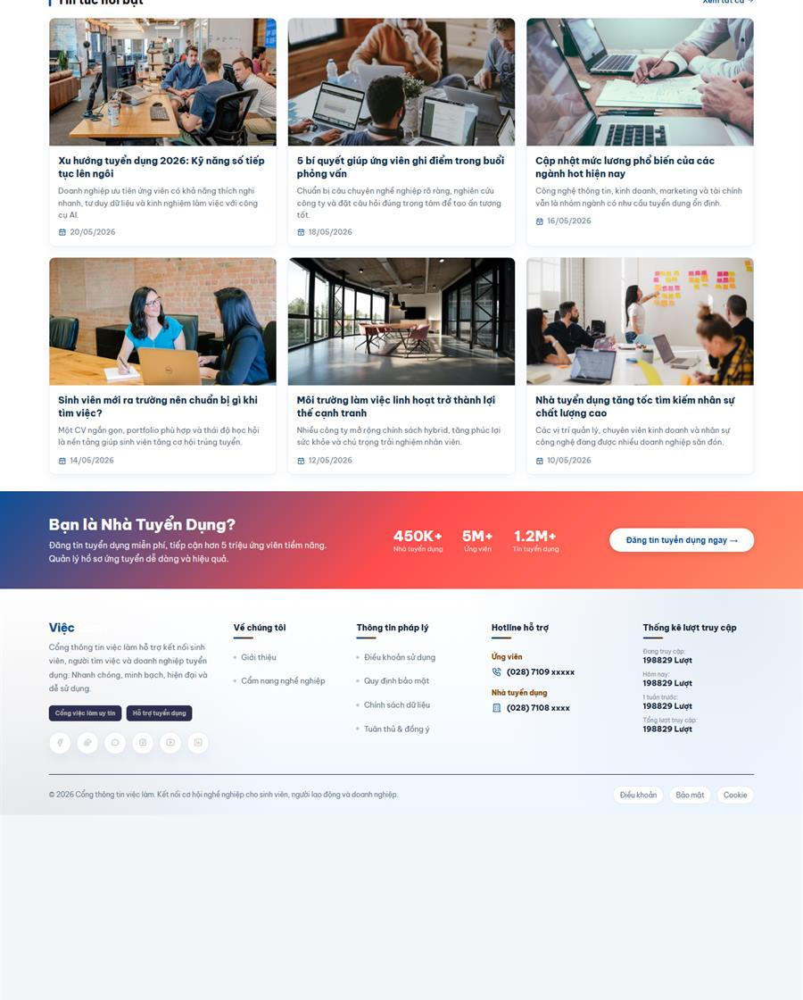 Tin tức nổi bật
Xem tất cả →
Xu hướng tuyển dụng 2026: Kỹ năng số tiếp
tục lên ngôi
Doanh nghiệp ưu tiên ứng viên có khả năng thích nghi
nhanh, tư duy dữ liệu và kinh nghiệm làm việc với công
cụ AI.
20/05/2026
5 bí quyết giúp ứng viên ghi điểm trong buổi
phỏng vấn
Chuẩn bị câu chuyện nghề nghiệp rõ ràng, nghiên cứu
công ty và đặt câu hỏi đúng trọng tâm để tạo ấn tượng
tốt.
18/05/2026
Cập nhật mức lương phổ biến của các
ngành hot hiện nay
Công nghệ thông tin, kinh doanh, marketing và tài chính
vẫn là nhóm ngành có nhu cầu tuyển dụng ổn định.
16/05/2026
Sinh viên mới ra trường nên chuẩn bị gì khi
tìm việc?
Một CV ngắn gọn, portfolio phù hợp và thái độ học hỏi
là nền tảng giúp sinh viên tăng cơ hội trúng tuyển.
14/05/2026
Môi trường làm việc linh hoạt trở thành lợi
thế cạnh tranh
Nhiều công ty mở rộng chính sách hybrid, tăng phúc lợi
sức khỏe và chú trọng trải nghiệm nhân viên.
12/05/2026
Nhà tuyển dụng tăng tốc tìm kiếm nhân sự
chất lượng cao
Các vị trí quản lý, chuyên viên kinh doanh và nhân sự
công nghệ đang được nhiều doanh nghiệp săn đón.
10/05/2026
Bạn là Nhà Tuyển Dụng?
Đăng tin tuyển dụng miễn phí, tiếp cận hơn 5 triệu ứng viên tiềm năng.
Quản lý hồ sơ ứng tuyển dễ dàng và hiệu quả.
450K+
Nhà tuyển dụng
5M+
Ứng viên
1.2M+
Tin tuyển dụng
Đăng tin tuyển dụng ngay →
Việc
Cổng thông tin việc làm hỗ trợ kết nối sinh
viên, người tìm việc và doanh nghiệp tuyển
dụng. Nhanh chóng, minh bạch, hiện đại và
dễ sử dụng.
Cổng việc làm uy tín
Hỗ trợ tuyển dụng
Về chúng tôi
Giới thiệu
Cẩm nang nghề nghiệp
Thông tin pháp lý
Điều khoản sử dụng
Quy định bảo mật
Chính sách dữ liệu
Tuân thủ & đồng ý
Hotline hỗ trợ
Ứng viên
(028) 7109 xxxxx
Nhà tuyển dụng
(028) 7108 xxxx
Thống kê lượt truy cập
Đang truy cập:
198829 Lượt
Hôm nay:
198829 Lượt
1 tuần trước:
198829 Lượt
Tổng lượt truy cập:
198829 Lượt
© 2026 Cổng thông tin việc làm. Kết nối cơ hội nghề nghiệp cho sinh viên, người lao động và doanh nghiệp.
Điều khoản
Bảo mật
Cookie